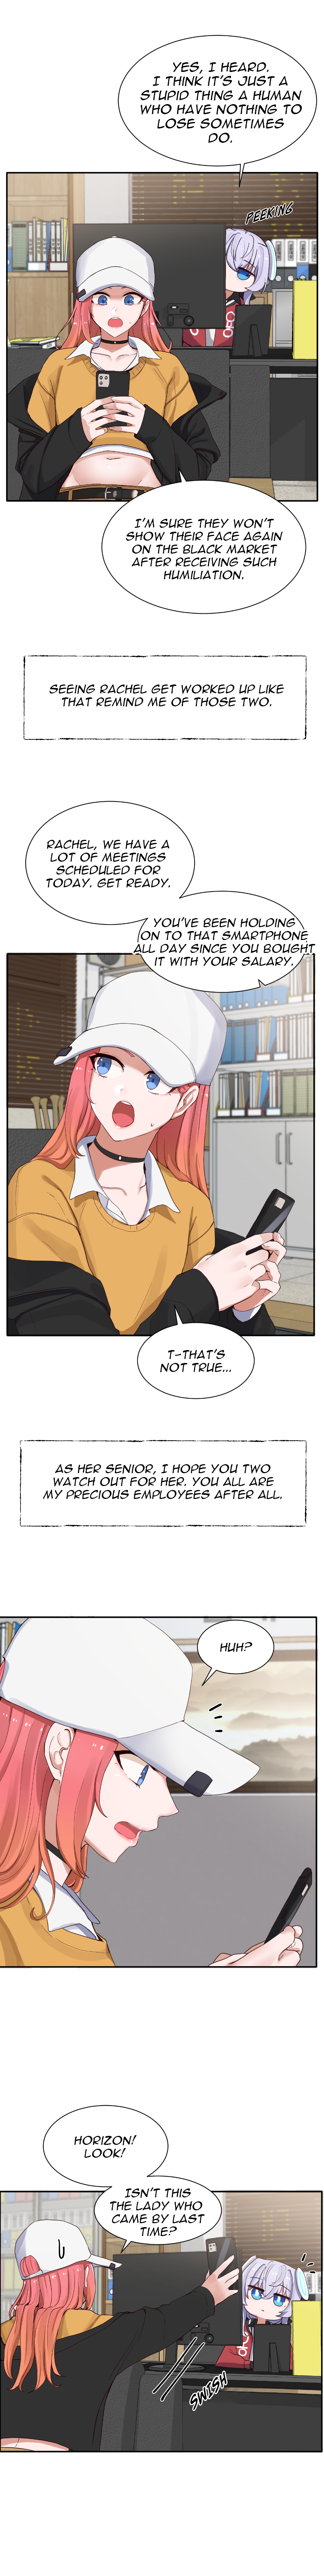 YES, I HEARD.
I THINK IT'S JUST A
STUPID THING A HUMAN
WHO HAVE NOTHING TO
LOSE SOMETIMES
DO.
PEEKING
I'M SURE THEY WON'T
SHOW THEIR FACE AGAIN
ON THE BLACK MARKET
AFTER RECEIVING SUCH
HUMILIATION.
SEEING RACHEL GET WORKED UP LIKE
THAT REMIND ME OF THOSE TWO.
RACHEL, WE HAVE A
LOT OF MEETINGS
SCHEDULED FOR
TODAY. GET READY.
YOU'VE BEEN HOLDING
ON TO THAT SMARTPHONE
ALL DAY SINCE YOU BOUGHT
IT WITH YOUR SALARY.
T-THAT'S
NOT TRUE...
AS HER SENIOR, I HOPE YOU TWO
WATCH OUT FOR HER. YOU ALL ARE
MY PRECIOUS EMPLOYEES AFTER ALL.
HUH?
HORIZON!
LOOK!
ISN'T THIS
THE LADY WHO
CAME BY LAST
TIME?
SWISH